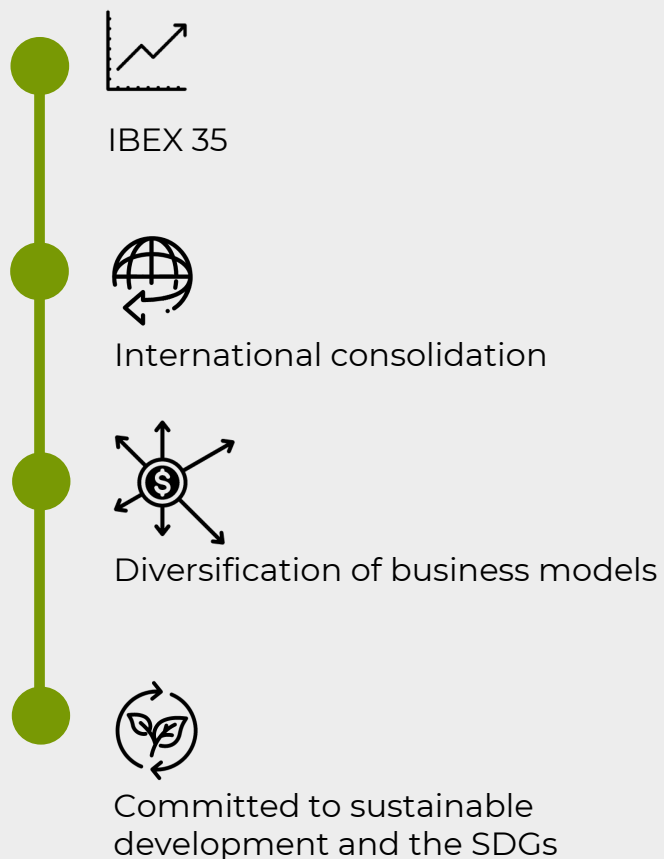 IBEX 35
International consolidation
Diversification of business models
Committed to sustainable
development and the SDGs